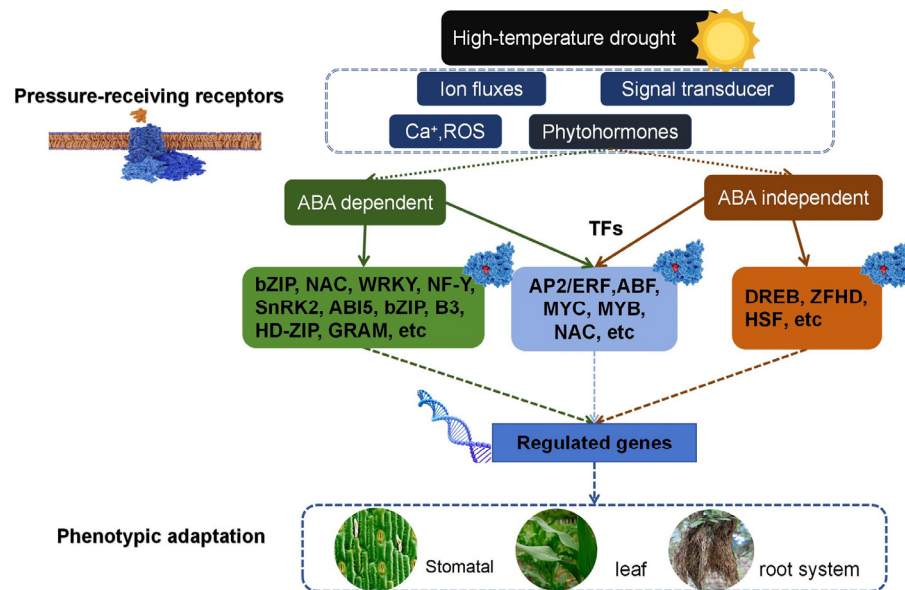 High-temperature drought
Pressure-receiving receptors
Ion fluxes
Signal transducer
Ca⁺,ROS
Phytohormones
ABA dependent
ABA independent
TFs
bZIP, NAC, WRKY, NF-Y,
SnRK2, ABI5, bZIP, B3,
HD-ZIP, GRAM, etc
AP2/ERF,ABF,
MYC, MYB,
NAC, etc
DREB, ZFHD,
HSF, etc
Regulated genes
Phenotypic adaptation
Stomatal
leaf
root system